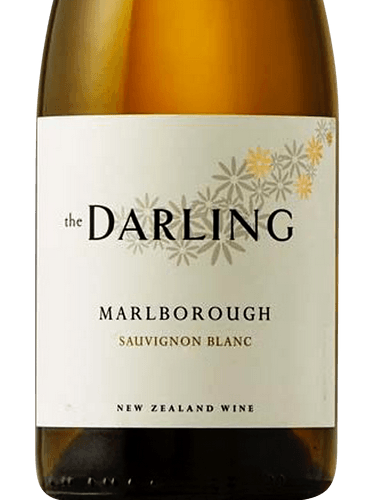 the DARLING
MARLBOROUGH
SAUVIGNON BLANC
NEW ZEALAND WINE